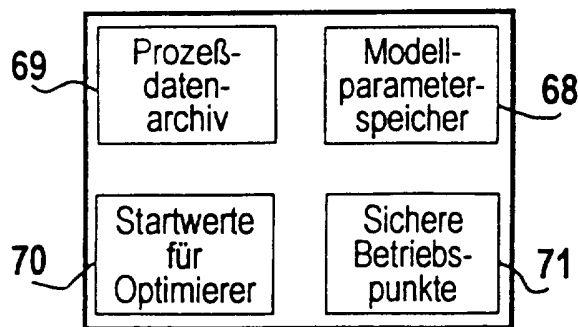 69
Prozeß-
daten-
archiv
Modell-
parameter-
speicher
68
70
Startwerte
für
Optimierer
Sichere
Betriebs-
punkte
71